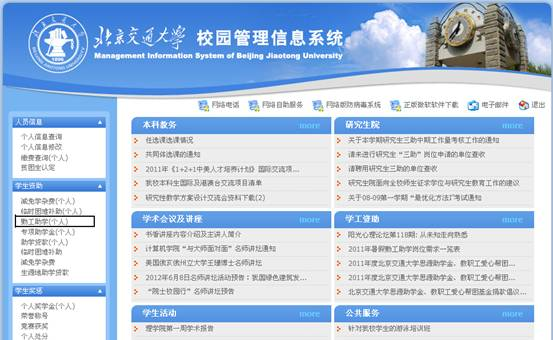 北京交通大学 校园管理信息系统
1896
Management Information System of Beijing Jiaotong University
网络电话 网络自助服务 网络版防病毒系统 正版微软软件下载 电子邮件 退出
人员信息
个人信息查询
个人信息修改
缴费查询(个人)
贫困生认定
学生资助
减免学杂费(个人)
临时困难补助(个人)
勤工助学(个人)
专项助学金(个人)
助学贷款(个人)
临时困难补助
减免学杂费
生源地助学贷款
学生奖惩
个人奖学金(个人)
荣誉称号
竞赛获奖
个人处分
本科教务 more
任选课选课情况
共同体选课的通知
2011年《1+2+1中美人才培养计划》国际交流项...
我校本科生国际及港澳台交流项目清单
研究性教学方案设计交流会资料下载(2)
研究生院 more
关于本学期研究生三助中期工作量考核工作的通知
请未进行研究生“三助”岗位申请的单位查收
请聘用研究生三助的单位查收
研究生院面向全校师生征求学位与研究生教育工作的建议
关于08-09第一学期“最优化方法I”考试通知
学术会议及讲座 more
书香讲座内容介绍及主讲人简介
计算机学院“与大师面对面”名师讲坛通知
美国俄亥俄州立大学王珊博士名师讲坛
2012年6月8日名师讲坛活动预告：我国绿色建筑发...
“院士校园行”名师讲坛活动预告
学工资助 more
阳光心理论坛第118期: 从未知走向熟悉
2011年暑假勤工助学岗位需求一览表
2011年度北京交通大学思源助学金、教职工爱心帮困...
2011年度北京交通大学思源助学金、教职工爱心帮困...
北京交通大学思源助学金、教职工爱心帮困基金捐款倡议...
学生活动 more
理学院第一周学术报告
公共服务 more
针对我校学生的游泳培训班